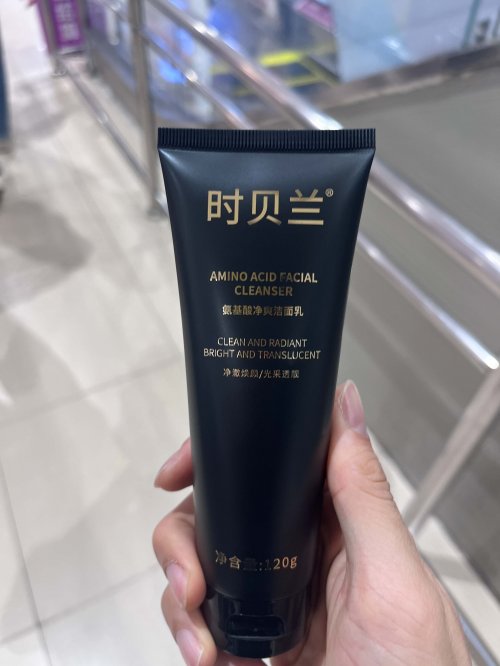 时贝兰®
AMINO ACID FACIAL
CLEANSER
氨基酸净爽洁面乳
CLEAN AND RADIANT
BRIGHT AND TRANSLUCENT
净澈焕颜/光采透靓
净含量:120g